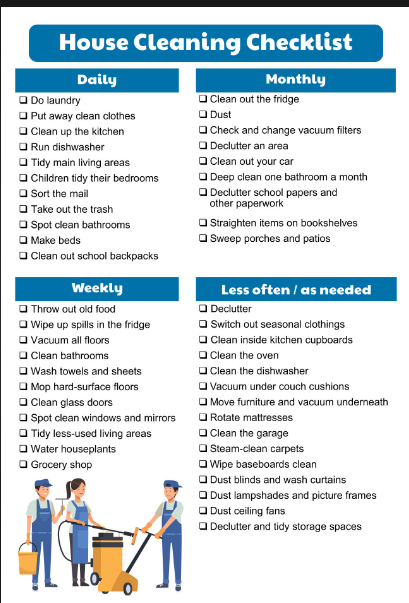 House Cleaning Checklist
Daily
Do laundry
Put away clean clothes
Clean up the kitchen
Run dishwasher
Tidy main living areas
Children tidy their bedrooms
Sort the mail
Take out the trash
Spot clean bathrooms
Make beds
Clean out school backpacks
Monthly
Clean out the fridge
Dust
Check and change vacuum filters
Declutter an area
Clean out your car
Deep clean one bathroom a month
Declutter school papers and
other paperwork
Straighten items on bookshelves
Sweep porches and patios
Weekly
Throw out old food
Wipe up spills in the fridge
Vacuum all floors
Clean bathrooms
Wash towels and sheets
Mop hard-surface floors
Clean glass doors
Spot clean windows and mirrors
Tidy less-used living areas
Water houseplants
Grocery shop
Less often / as needed
Declutter
Switch out seasonal clothings
Clean inside kitchen cupboards
Clean the oven
Clean the dishwasher
Vacuum under couch cushions
Move furniture and vacuum underneath
Rotate mattresses
Clean the garage
Steam-clean carpets
Wipe baseboards clean
Dust blinds and wash curtains
Dust lampshades and picture frames
Dust ceiling fans
Declutter and tidy storage spaces